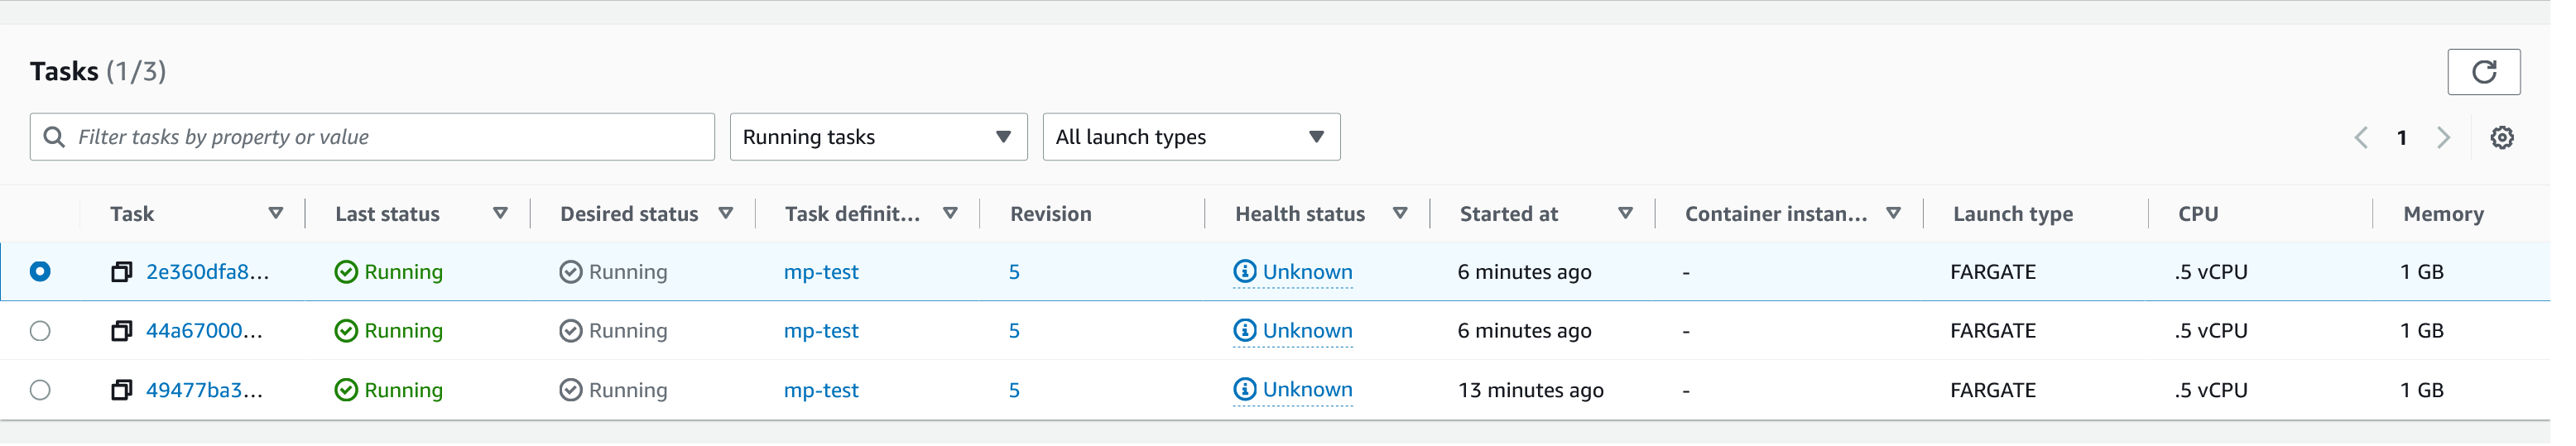 Tasks (1/3)
Filter tasks by property or value Running tasks All launch types 1
Task Last status Desired status Task definit... Revision Health status Started at Container instan... Launch type CPU Memory
2e360dfa8... Running Running mp-test 5 Unknown 6 minutes ago - FARGATE .5 vCPU 1 GB
44a67000... Running Running mp-test 5 Unknown 6 minutes ago - FARGATE .5 vCPU 1 GB
49477ba3... Running Running mp-test 5 Unknown 13 minutes ago - FARGATE .5 vCPU 1 GB